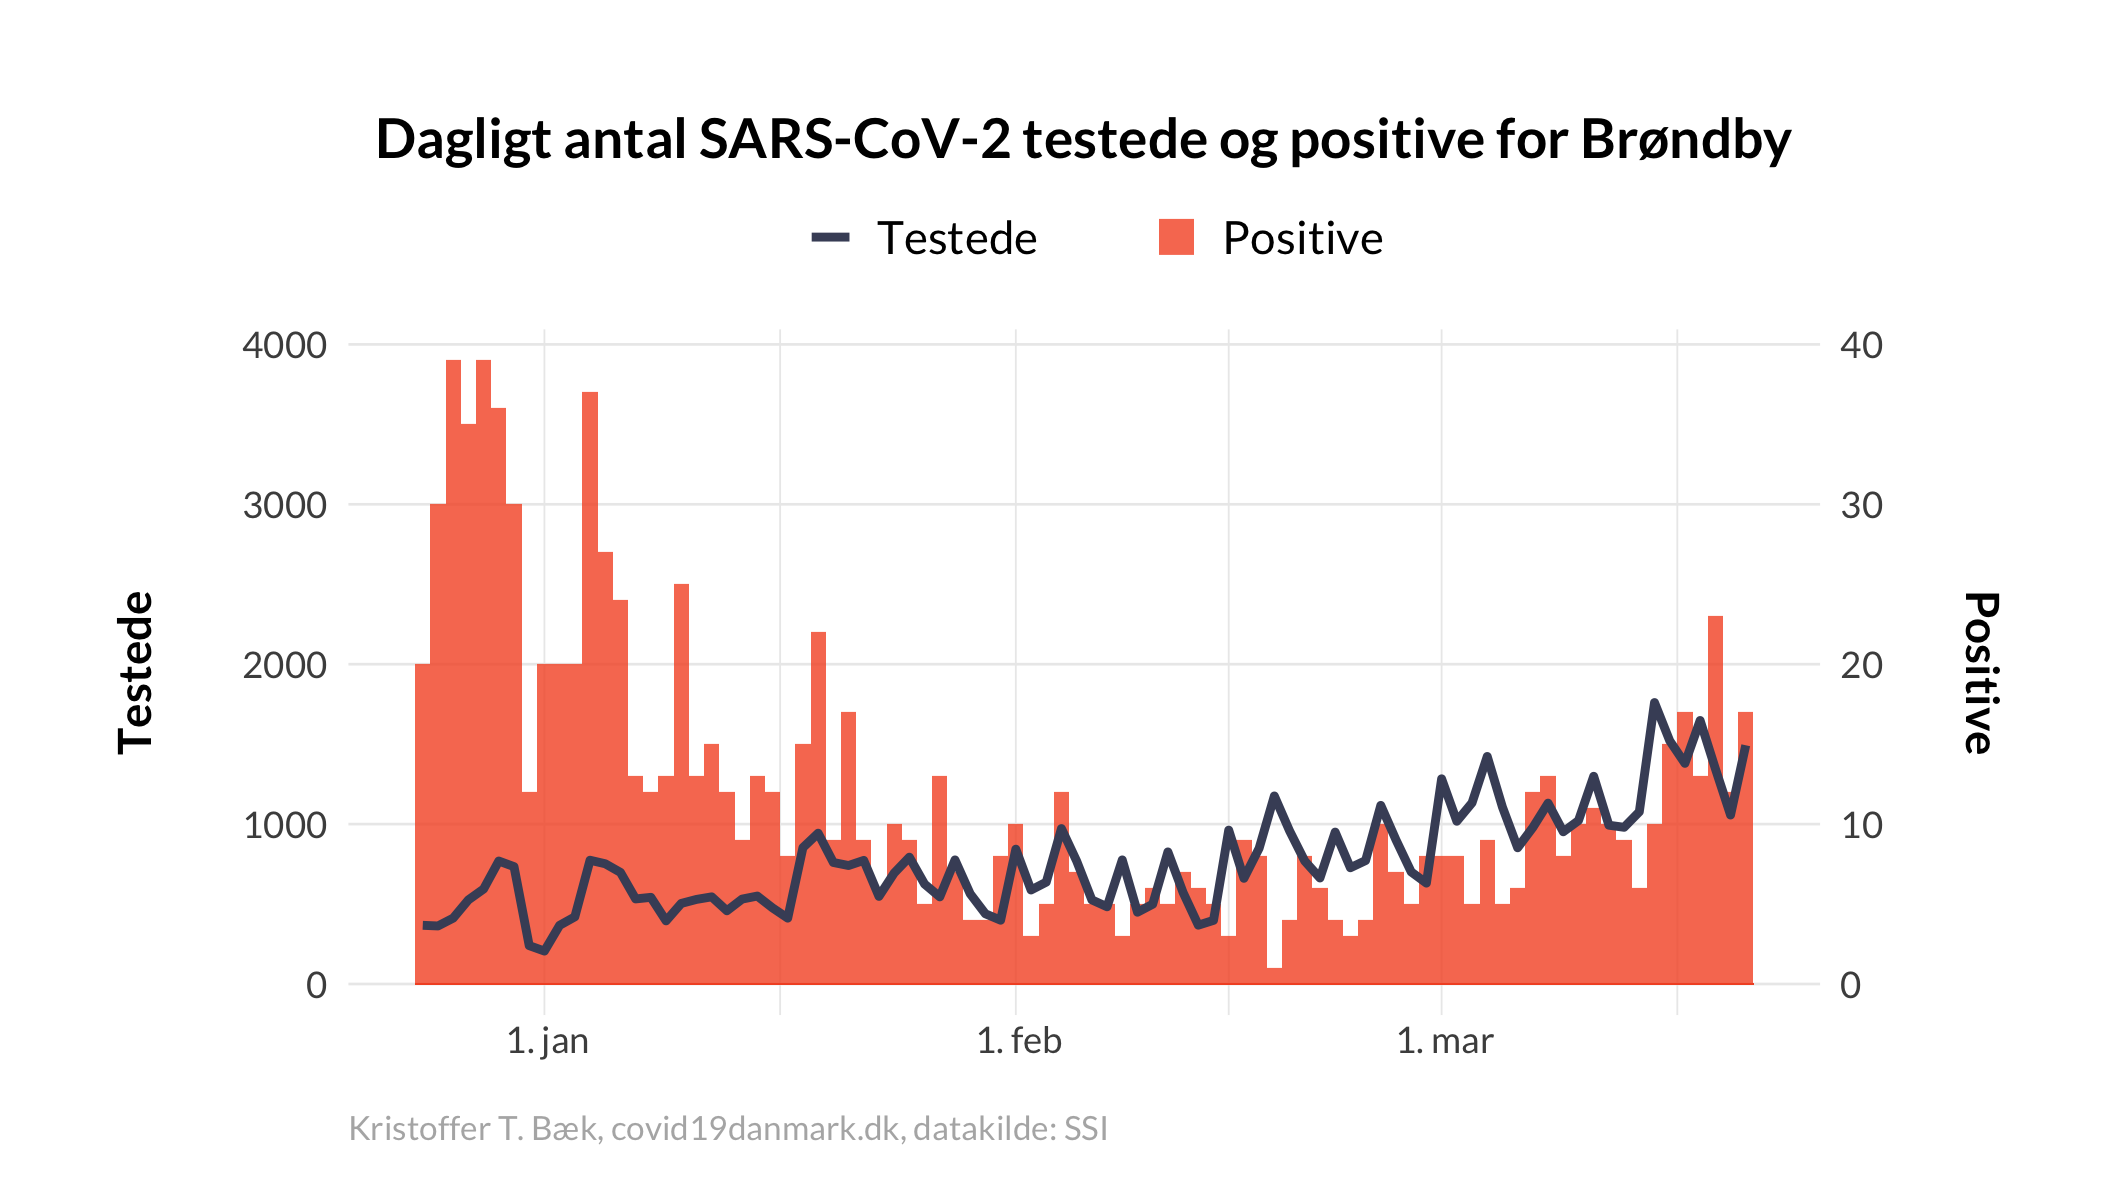 Dagligt antal SARS-CoV-2 testede og positive for Brøndby
Testede
Positive
4000
3000
2000
1000
0
40
30
20
10
0
Testede
Positive
1. jan
1. feb
1. mar
Kristoffer T. Bæk, covid19danmark.dk, datakilde: SSI